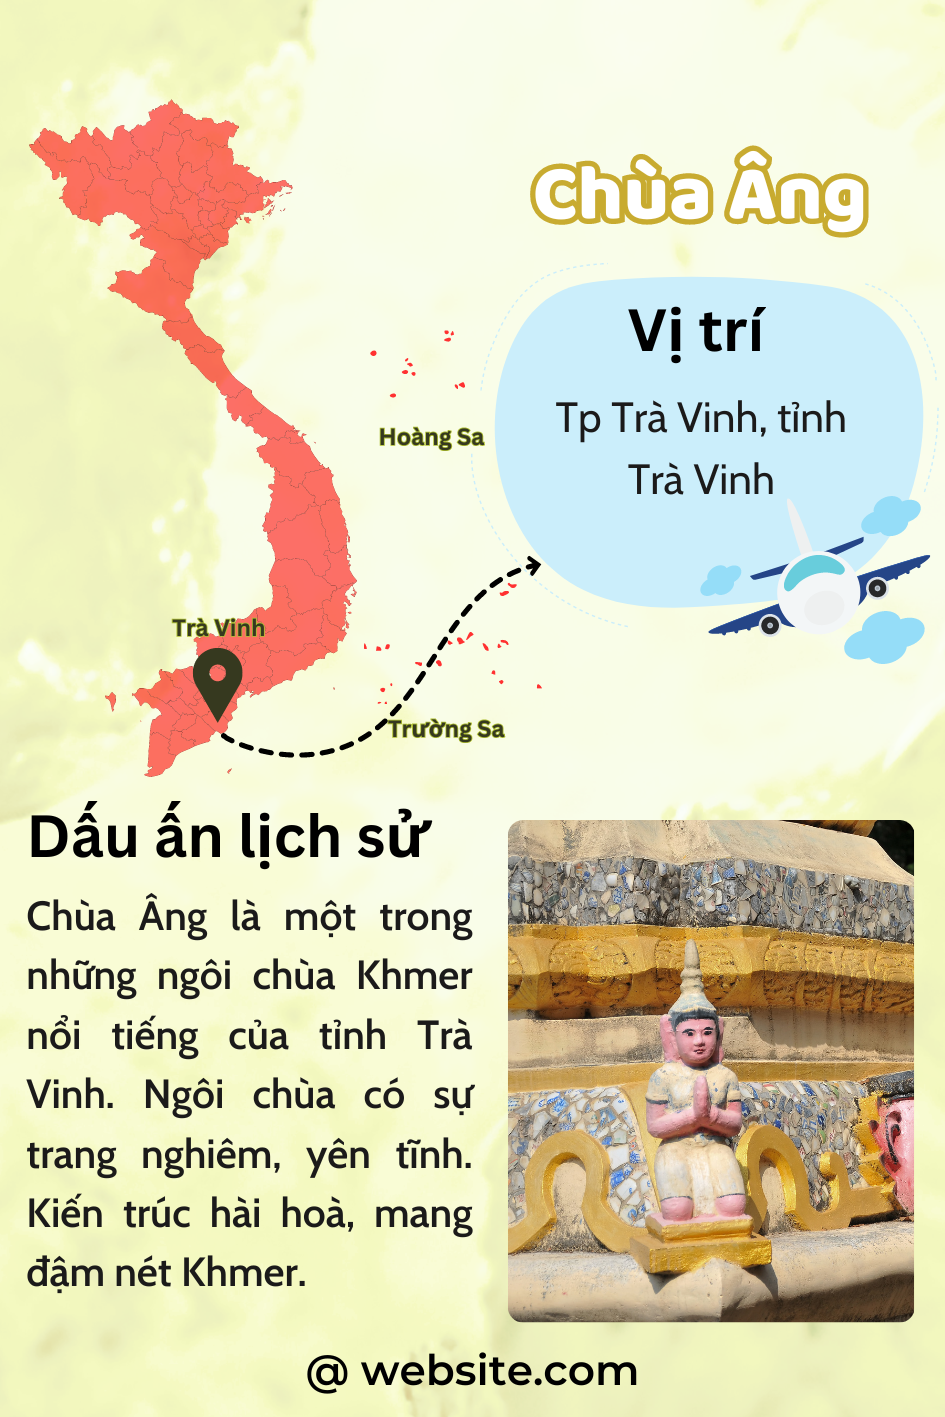 Chùa Âng
Vị trí
Tp Trà Vinh, tỉnh
Trà Vinh
Hoàng Sa
Trà Vinh
Trường Sa
Dấu ấn lịch sử
Chùa Âng là một trong
những ngôi chùa Khmer
nổi tiếng của tỉnh Trà
Vinh. Ngôi chùa có sự
trang nghiêm, yên tĩnh.
Kiến trúc hài hoà, mang
đậm nét Khmer.
@ website.com